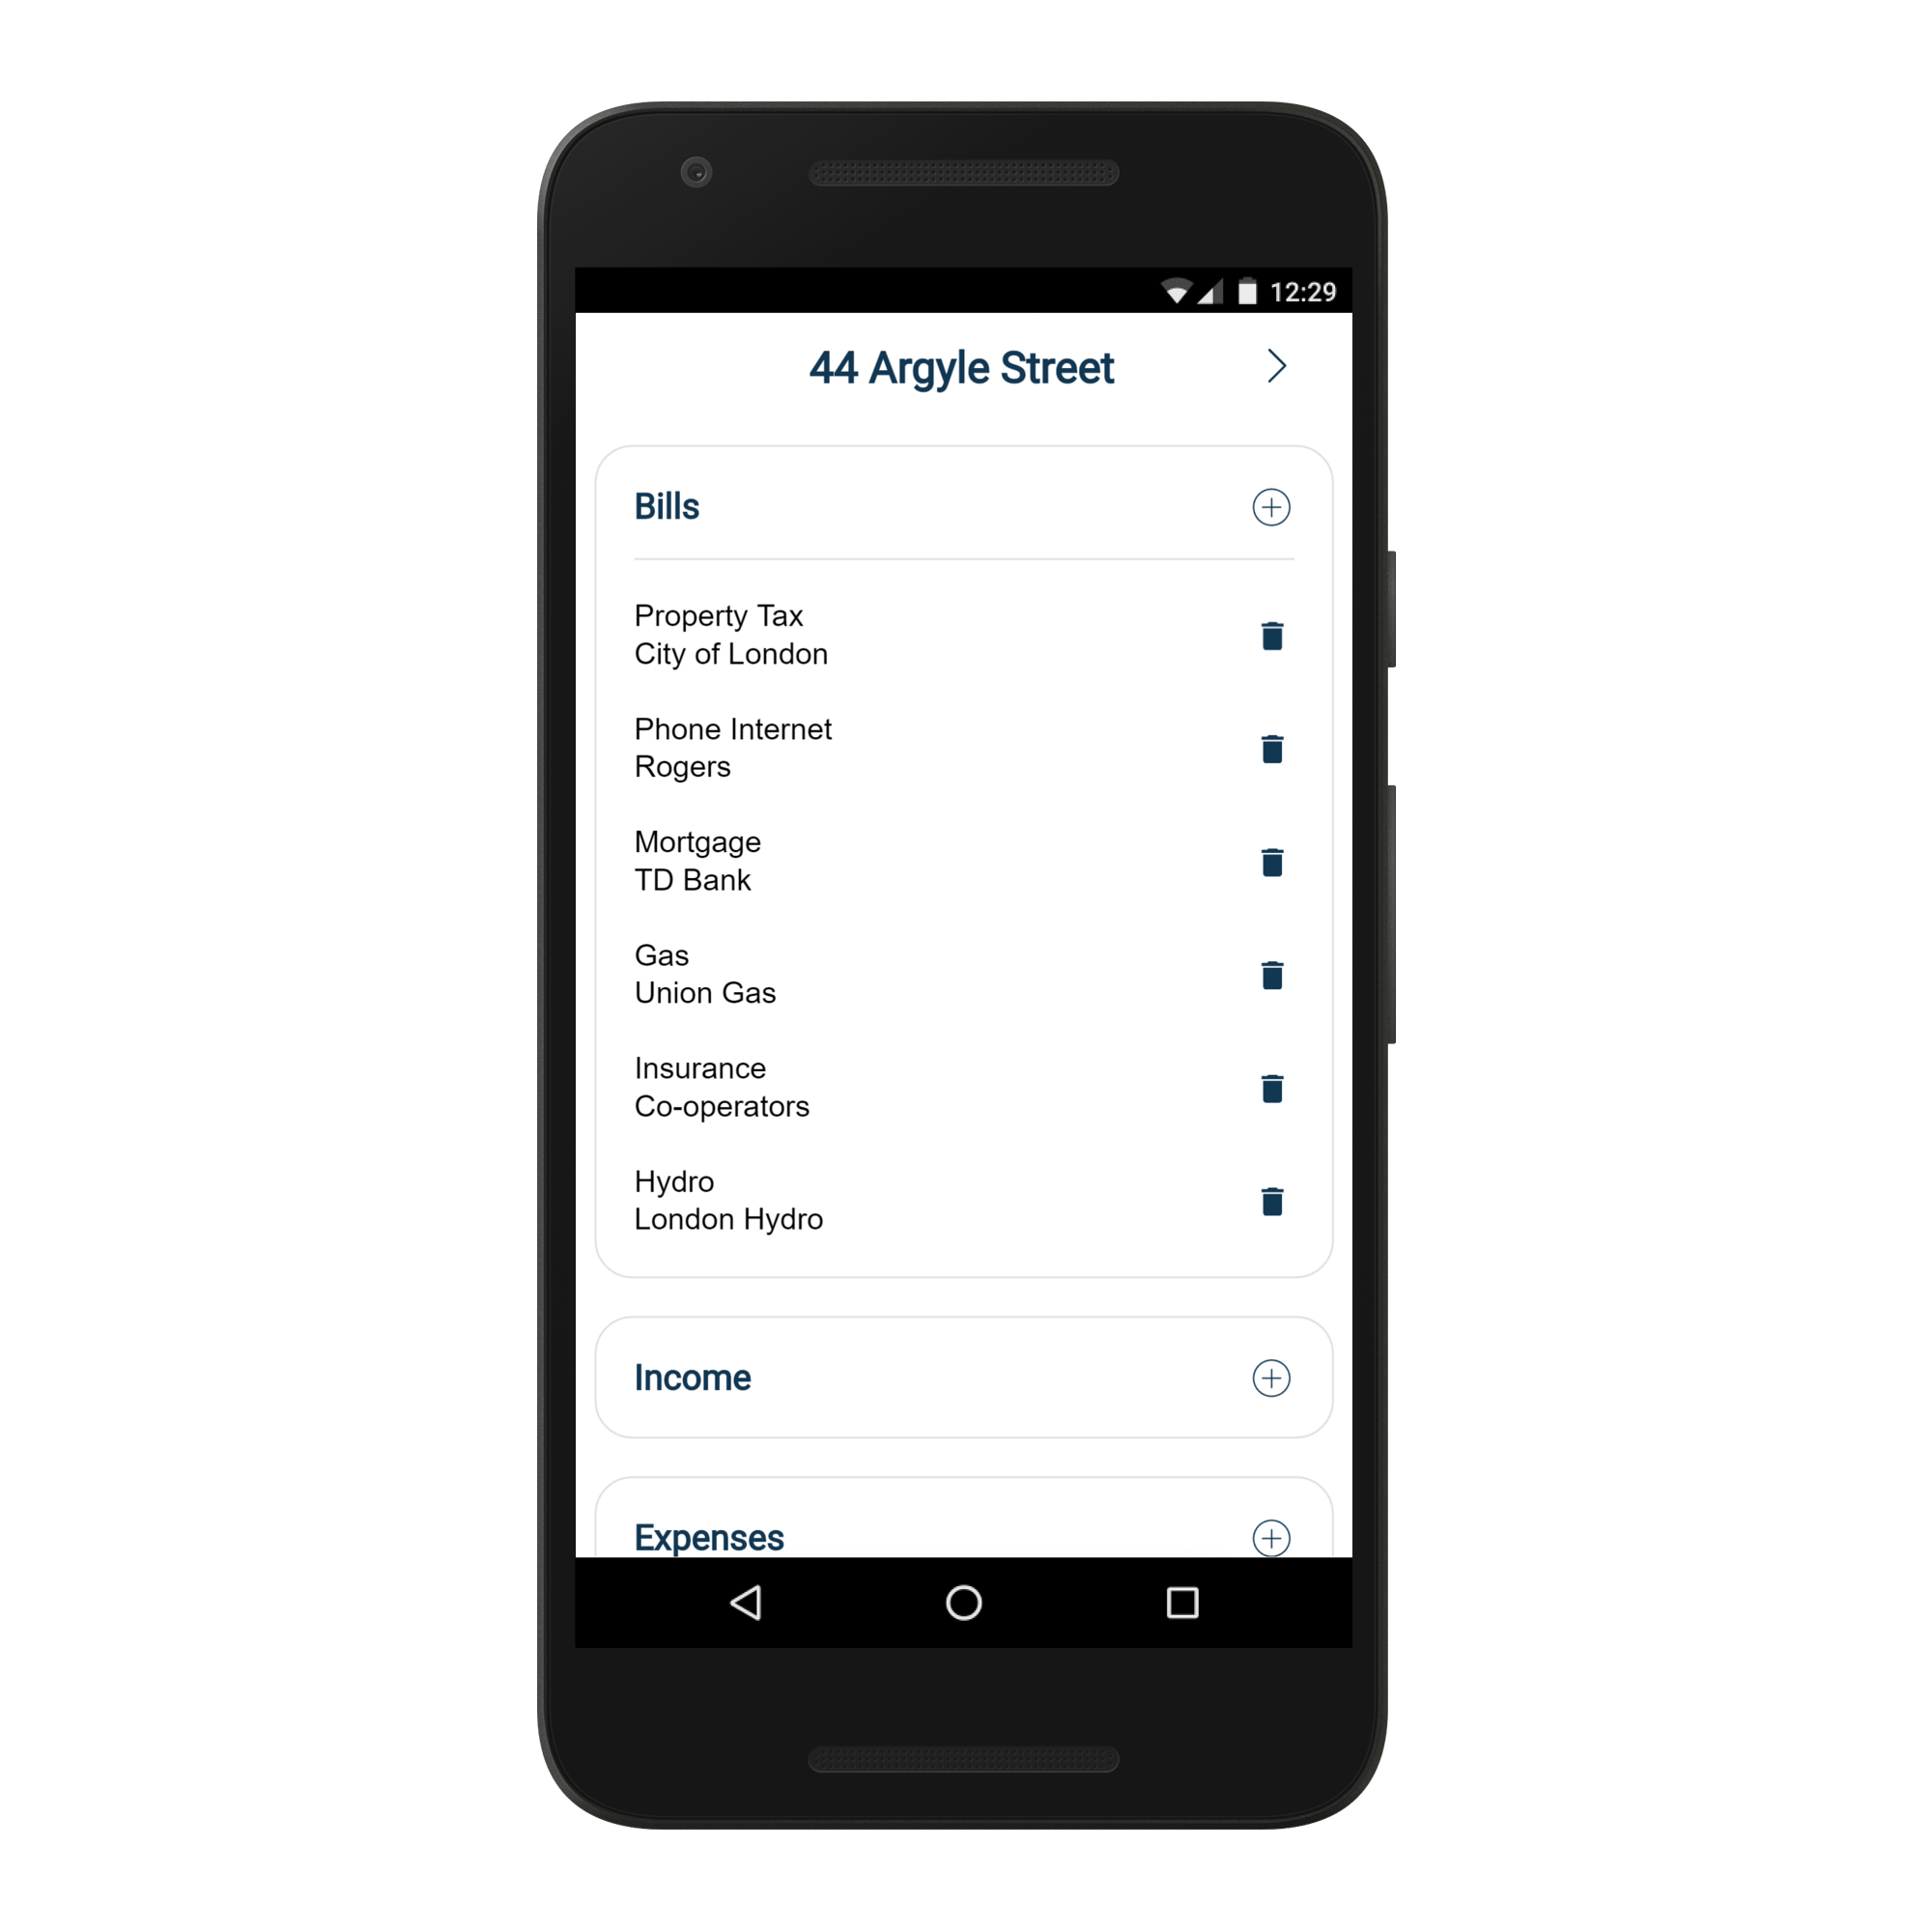 12:29
44 Argyle Street
Bills
Property Tax
City of London
Phone Internet
Rogers
Mortgage
TD Bank
Gas
Union Gas
Insurance
Co-operators
Hydro
London Hydro
Income
Expenses